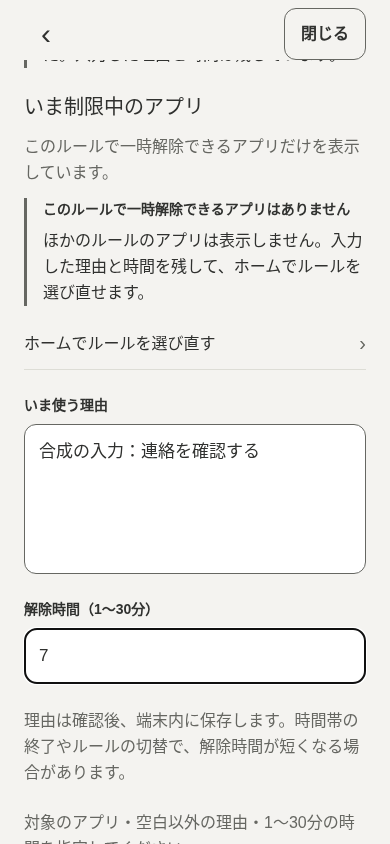 閉じる
いま制限中のアプリ
このルールで一時解除できるアプリだけを表示
しています。
このルールで一時解除できるアプリはありません
ほかのルールのアプリは表示しません。入力
した理由と時間を残して、ホームでルールを
選び直せます。
ホームでルールを選び直す
いま使う理由
合成の入力：連絡を確認する
解除時間（1〜30分）
7
理由は確認後、端末内に保存します。時間帯の
終了やルールの切替で、解除時間が短くなる場
合があります。
対象のアプリ・空白以外の理由・1〜30分の時